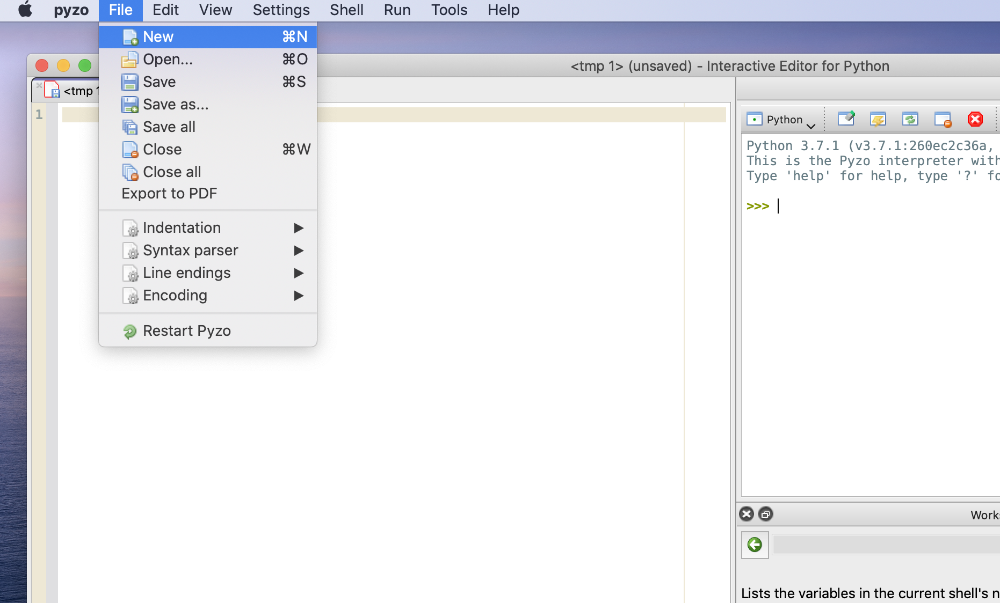 pyzo File Edit View Settings Shell Run Tools Help
New ⌘N
Open... ⌘O
Save ⌘S
Save as...
Save all
Close ⌘W
Close all
Export to PDF
Indentation
Syntax parser
Line endings
Encoding
Restart Pyzo
<tmp 1> (unsaved) - Interactive Editor for Python
<tmp 1
1
Python
Python 3.7.1 (v3.7.1:260ec2c36a,
This is the Pyzo interpreter with
Type 'help' for help, type '?' fo
>>>
Works
Lists the variables in the current shell's n